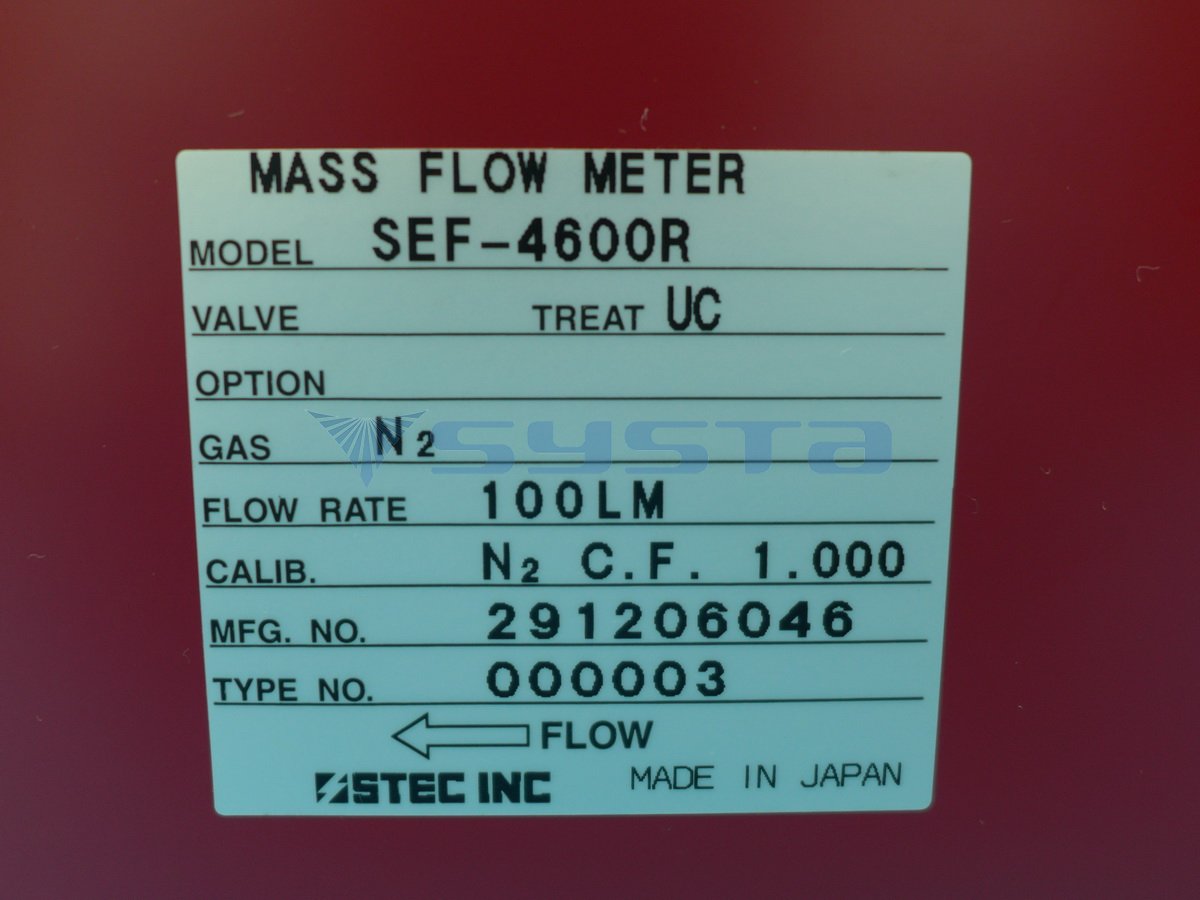 MASS FLOW METER
MODEL SEF-4600R
VALVE TREAT UC
OPTION
GAS N2
systa
FLOW RATE 100LM
CALIB. N2 C.F. 1.000
MFG. NO. 291206046
TYPE NO. 000003
FLOW
STEC INC MADE IN JAPAN